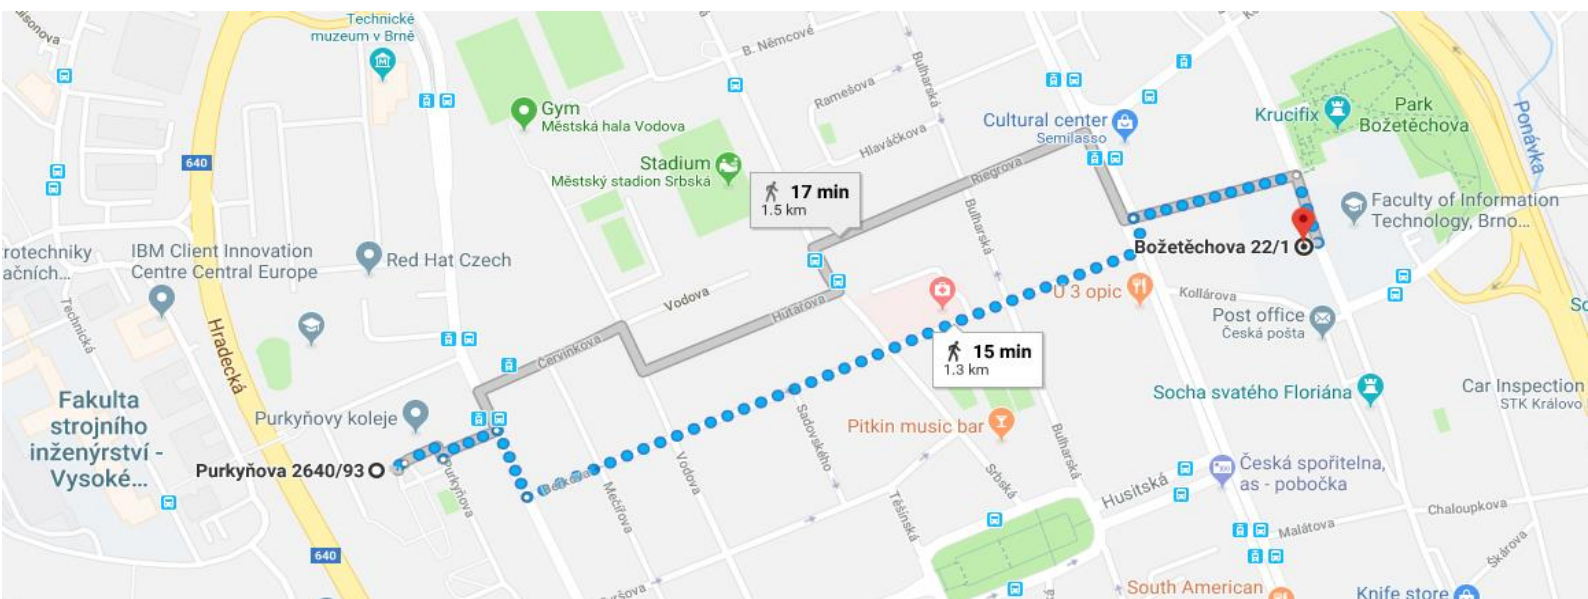 Technické
muzeum v Brně
B. Němcové
Bulharská
Ramešova
Hlaváčkova
Gym
Městská hala Vodova
Stadium
Městský stadion Srbská
Cultural center
Semilasso
Krucifix
Park
Božetěchova
Ponávka
640
17 min
1.5 km
Riegrova
Bulharská
Faculty of Information
Technology, Brno...
Božetěchova 22/1
IBM Client Innovation
Centre Central Europe
Red Hat Czech
Technická
Hradecká
Vodova
Hutařova
Červinkova
U 3 opic
Kollárova
Post office
Česká pošta
15 min
1.3 km
Socha svatého Floriána
Car Inspection
STK Královo
Fakulta
strojního
inženýrství -
Vysoké...
Purkyňovy koleje
Purkyňova 2640/93
Purkyňova
Mečířova
Vodova
Sadovského
Pitkin music bar
Bulharská
Srbská
Těšínská
Husitská
Česká spořitelna,
as - pobočka
Malátova
Chaloupkova
Škárova
640
South American
Knife store